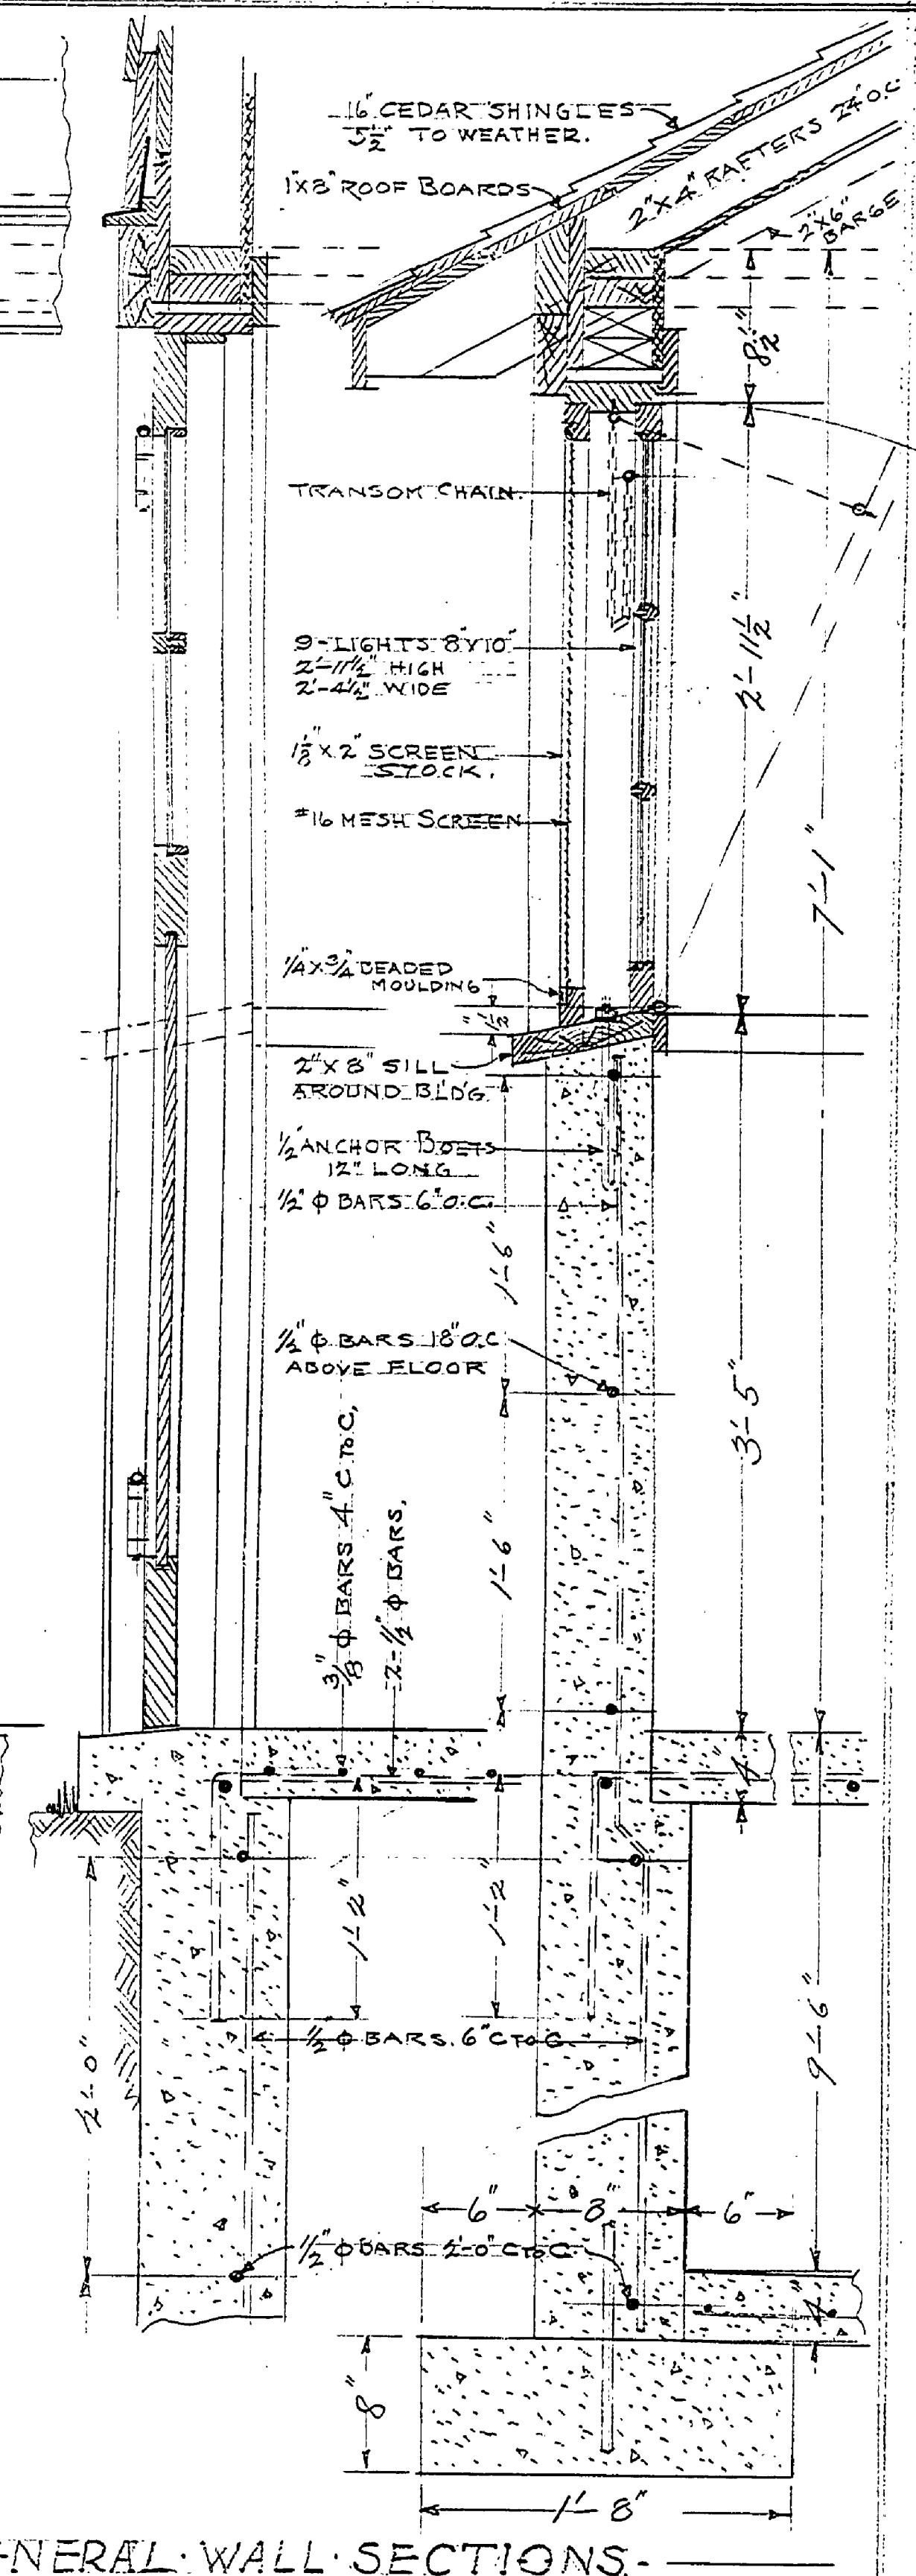 16" CEDAR SHINGLES
5½" TO WEATHER.
1"X8" ROOF BOARDS
2"X4" RAFTERS 24" O.C
2"X6"
BARGE
8½"
TRANSOM CHAIN.
9-LIGHTS 8"X10"
2'-11½" HIGH
2'-4½" WIDE
2'-11½"
1⅛" X 2" SCREEN
STOCK.
#16 MESH SCREEN
7'-1"
¼" X ¾" BEADED
MOULDING
1½"
2" X 8" SILL
AROUND BLDG.
½" ANCHOR BOLTS
12" LONG
½" Φ BARS 6" O.C.
1'-6"
½" Φ BARS 18" O.C
ABOVE FLOOR
3'-5"
⅜" Φ BARS 4" C TO C,
2-½" Φ BARS,
1'-6"
4"
1'-2"
1'-2"
2'-0"
½ Φ BARS. 6" C TO C
9'-6"
6"
8"
6"
½" Φ BARS 2'-0" C TO C
4"
8"
1'-8"
NERAL·WALL·SECTIONS-